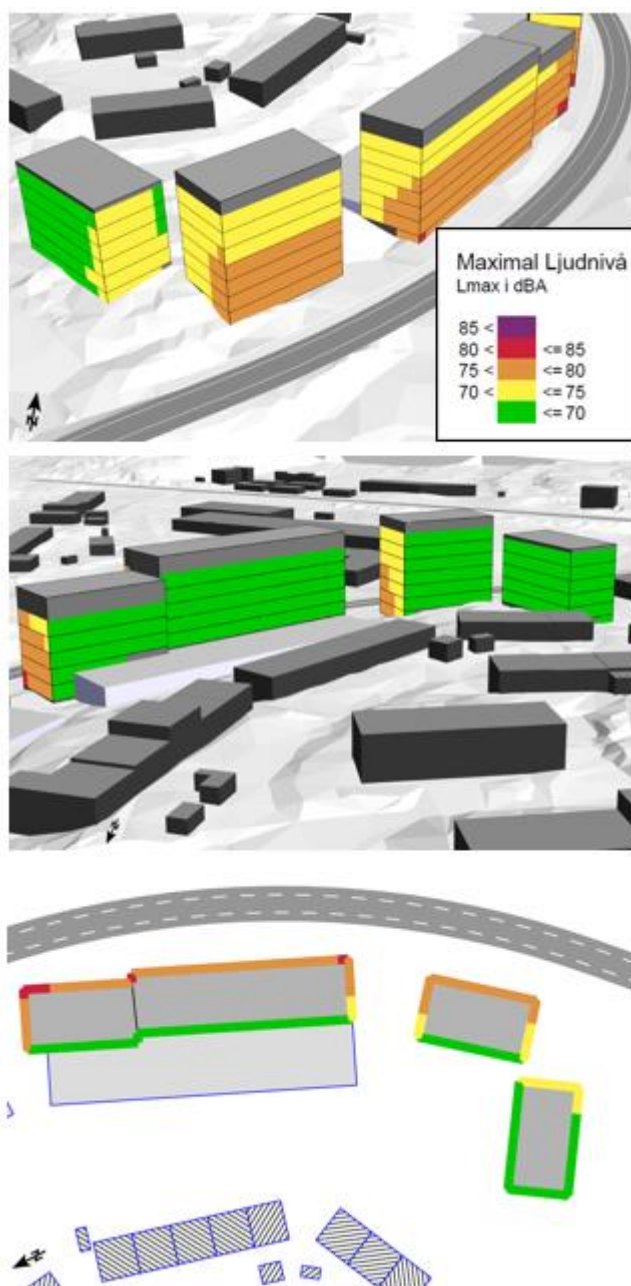 Maximal Ljudnivå
Lmax i dBA
85 <
80 < <= 85
75 < <= 80
70 < <= 75
<= 70
N
N
N